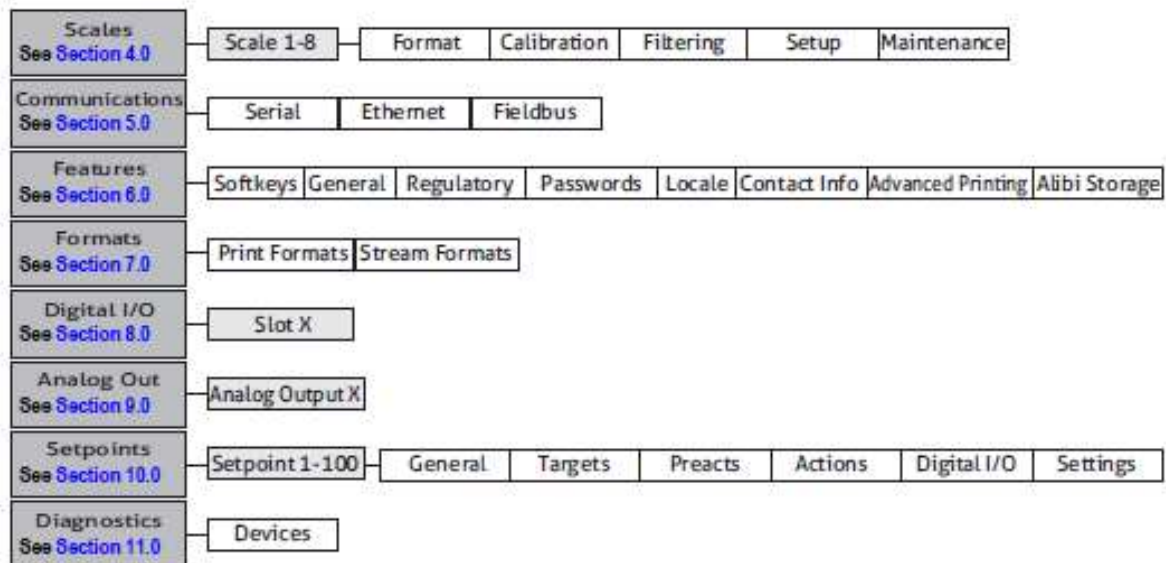 Scales
See Section 4.0
Scale 1-8 Format Calibration Filtering Setup Maintenance
Communications
See Section 5.0
Serial Ethernet Fieldbus
Features
See Section 6.0
Softkeys General Regulatory Passwords Locale Contact Info Advanced Printing Alibi Storage
Formats
See Section 7.0
Print Formats Stream Formats
Digital I/O
See Section 8.0
Slot X
Analog Out
See Section 9.0
Analog Output X
Setpoints
See Section 10.0
Setpoint 1-100 General Targets Preacts Actions Digital I/O Settings
Diagnostics
See Section 11.0
Devices